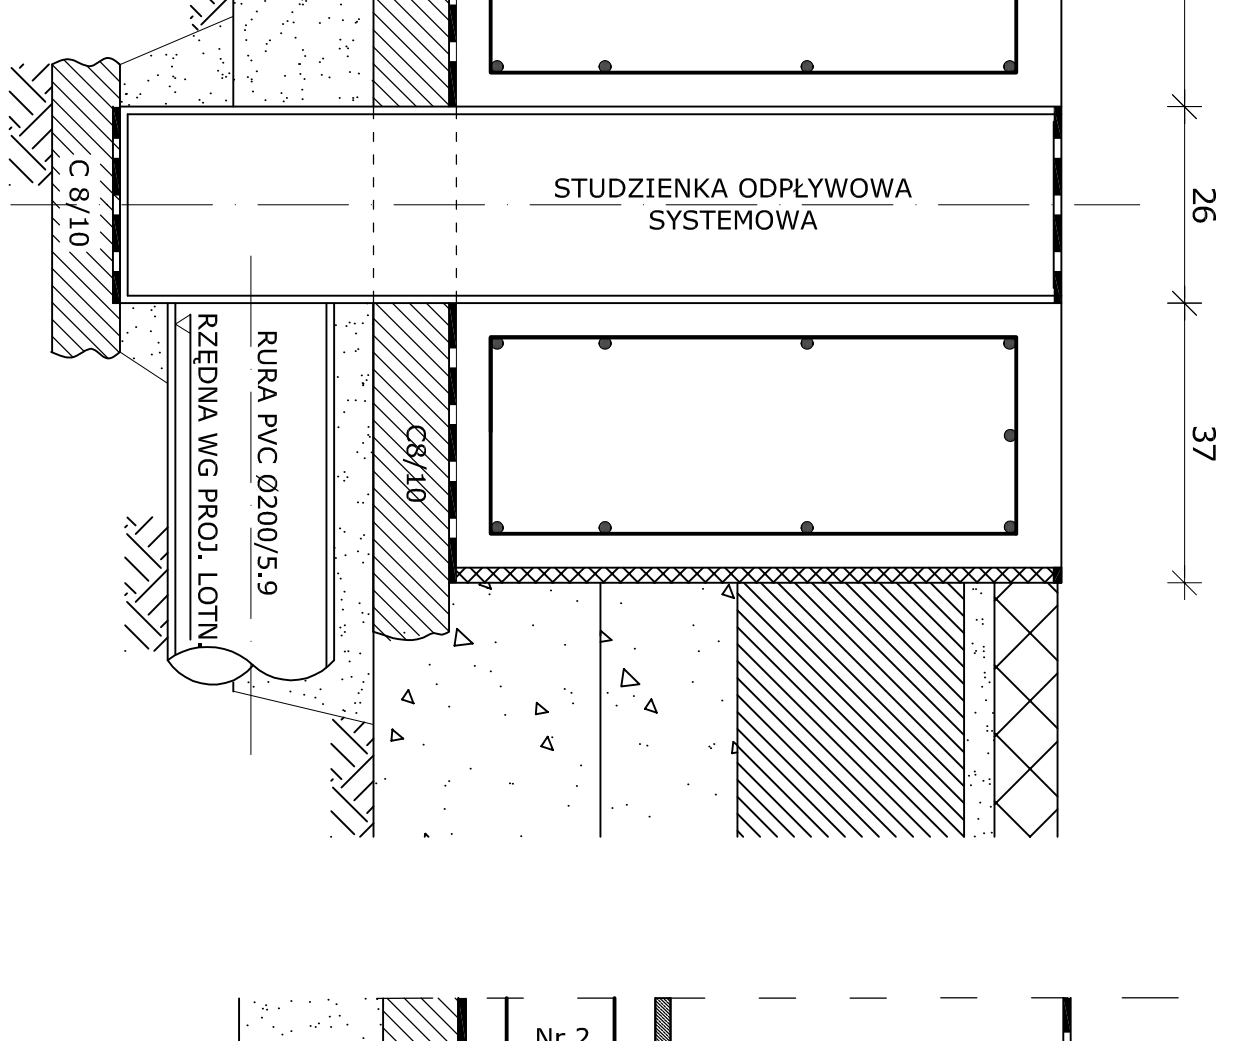 STUDZIENKA ODPŁYWOWA
SYSTEMOWA
C 8/10
26
RURA PVC Ø200/5.9
RZĘDNA WG PROJ. LOTN.
C8/10
37
Nr 2